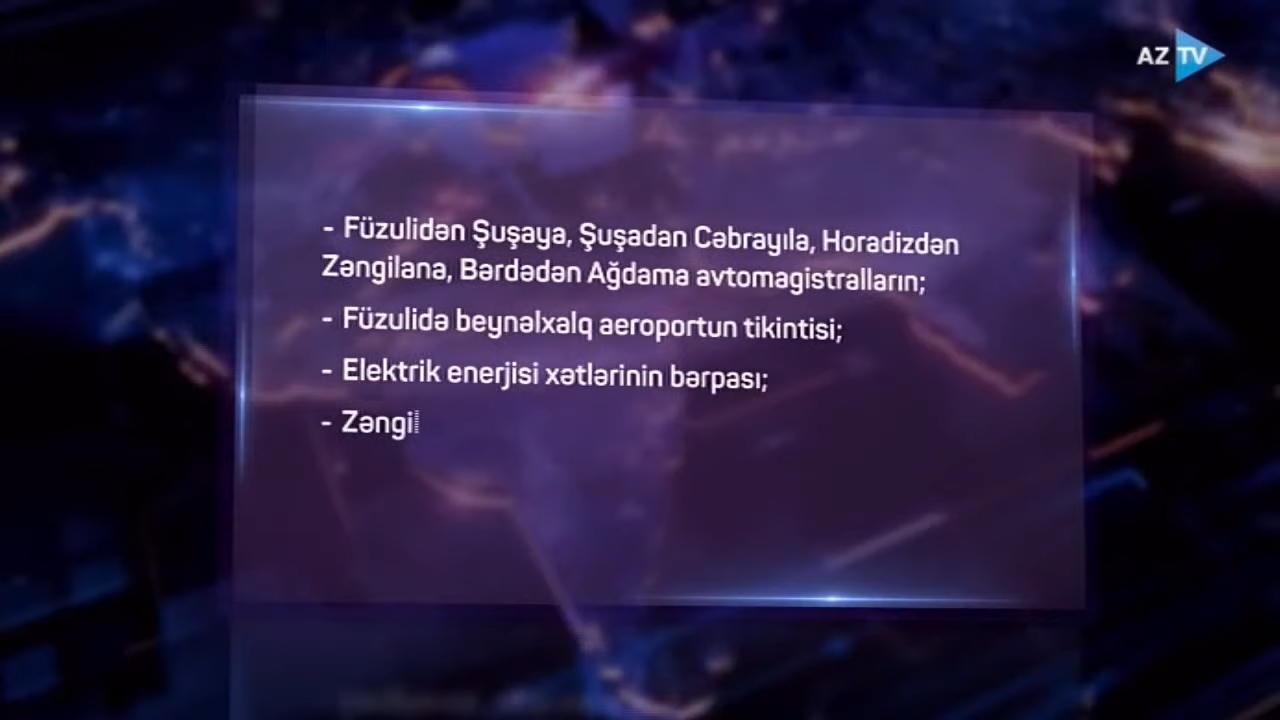 AZ TV
- Füzulidən Şuşaya, Şuşadan Cəbrayıla, Horadizdən
Zəngilana, Bərdədən Ağdama avtomagistralların;
- Füzulidə beynəlxalq aeroportun tikintisi;
- Elektrik enerjisi xətlərinin bərpası;
- Zəngi